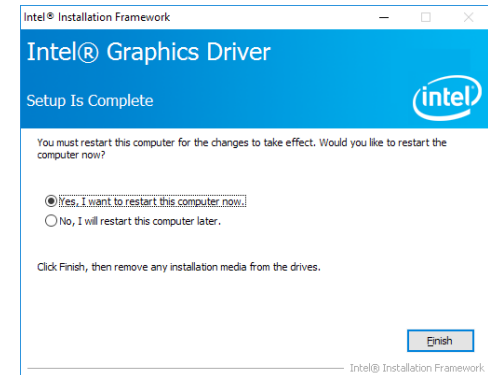 Intel® Installation Framework
Intel® Graphics Driver
Setup Is Complete
intel
You must restart this computer for the changes to take effect. Would you like to restart the
computer now?
Yes, I want to restart this computer now.
No, I will restart this computer later.
Click Finish, then remove any installation media from the drives.
Finish
Intel® Installation Framework